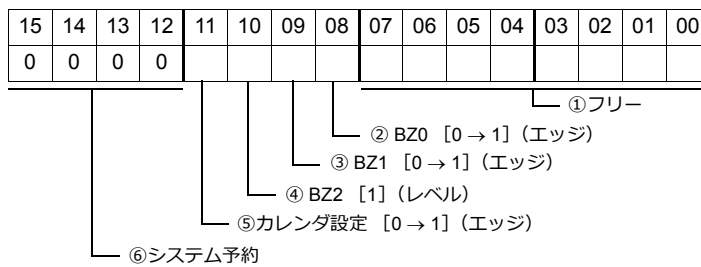 15 14 13 12 11 10 09 08 07 06 05 04 03 02 01 00
0 0 0 0
①フリー
② BZ0 ［0 → 1］（エッジ）
③ BZ1 ［0 → 1］（エッジ）
④ BZ2 ［1］（レベル）
⑤カレンダ設定 ［0 → 1］（エッジ）
⑥システム予約